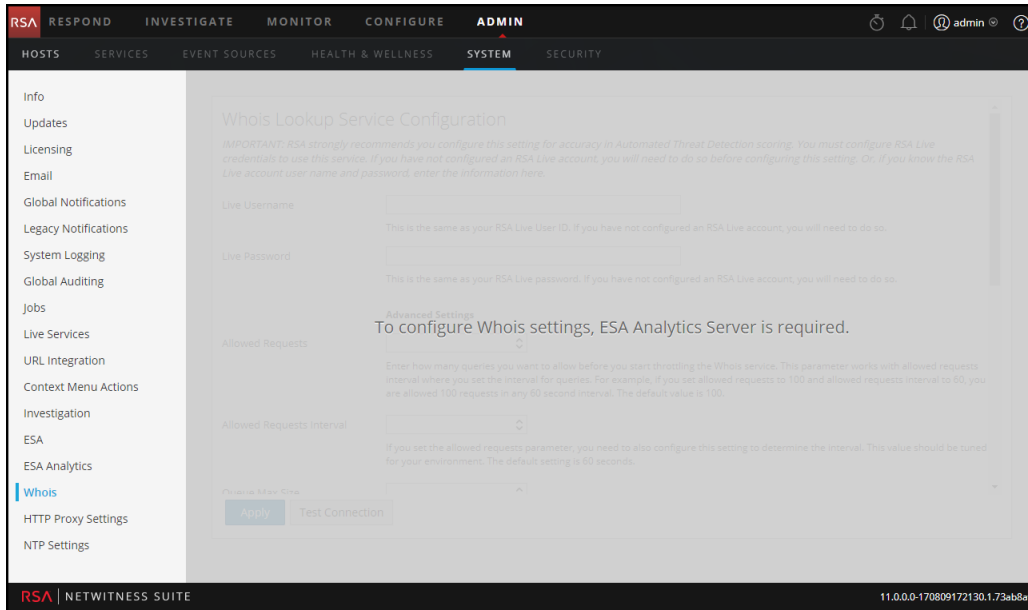 RSA RESPOND INVESTIGATE MONITOR CONFIGURE ADMIN admin
HOSTS SERVICES EVENT SOURCES HEALTH & WELLNESS SYSTEM SECURITY
Info
Updates
Licensing
Email
Global Notifications
Legacy Notifications
System Logging
Global Auditing
Jobs
Live Services
URL Integration
Context Menu Actions
Investigation
ESA
ESA Analytics
Whois
HTTP Proxy Settings
NTP Settings
Whois Lookup Service Configuration
IMPORTANT: RSA strongly recommends you configure this setting for accuracy in Automated Threat Detection scoring. You must configure RSA Live
credentials to use this service. If you have not configured an RSA Live account, you will need to do so before configuring this setting. Or, if you know the RSA
Live account user name and password, enter the information here.
Live Username
This is the same as your RSA Live User ID. If you have not configured an RSA Live account, you will need to do so.
Live Password
This is the same as your RSA Live password. If you have not configured an RSA Live account, you will need to do so.
Advanced Settings
To configure Whois settings, ESA Analytics Server is required.
Allowed Requests
Enter how many queries you want to allow before you start throttling the Whois service. This parameter works with allowed requests
interval where you set the interval for queries. For example, if you set allowed requests to 100 and allowed requests interval to 60, you
are allowed 100 requests in any 60 second interval. The default value is 100.
Allowed Requests Interval
If you set the allowed requests parameter, you need to also configure this setting to determine the interval. This value should be tuned
for your environment. The default setting is 60 seconds.
Queue Max Size
Apply Test Connection
RSA NETWITNESS SUITE 11.0.0.0-170809172130.1.73ab8a